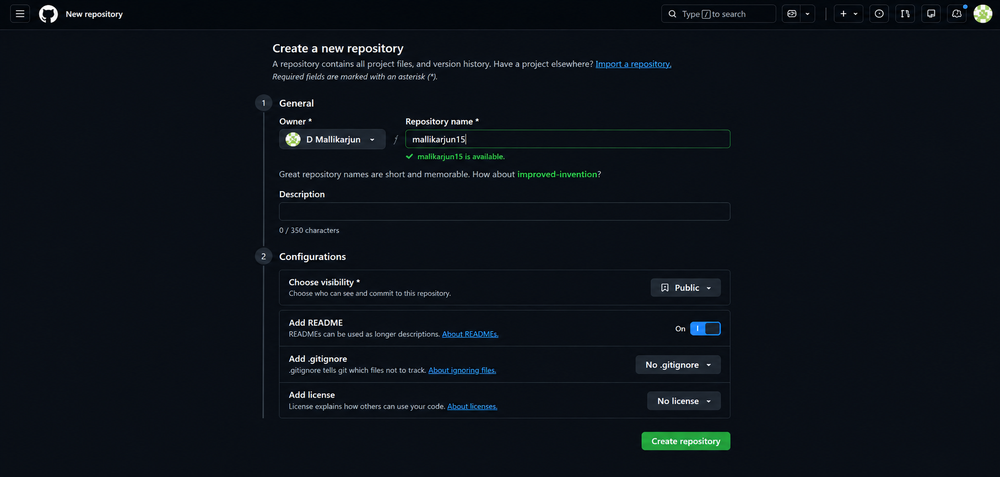 New repository
Type / to search
Create a new repository
A repository contains all project files, and version history. Have a project elsewhere? Import a repository.
Required fields are marked with an asterisk (*).
1 General
Owner * Repository name *
D Mallikarjun / mallikarjun15
malikarjun15 is available.
Great repository names are short and memorable. How about improved-invention?
Description
0 / 350 characters
2 Configurations
Choose visibility *
Choose who can see and commit to this repository.
Public
Add README
READMEs can be used as longer descriptions. About READMEs.
On
Add .gitignore
.gitignore tells git which files not to track. About ignoring files.
No .gitignore
Add license
License explains how others can use your code. About licenses.
No license
Create repository